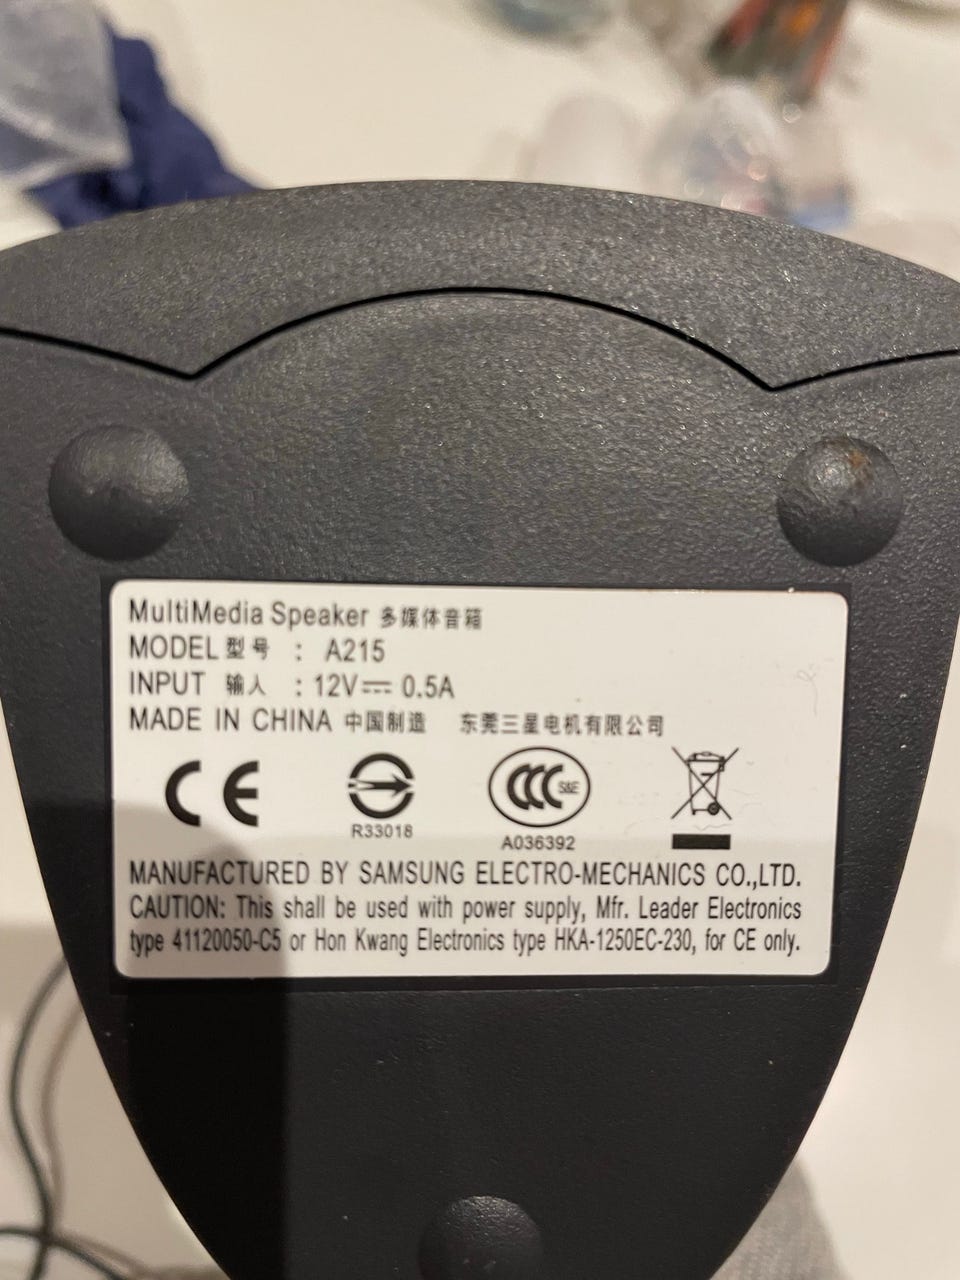 MultiMedia Speaker 多媒体音箱
MODEL 型号 : A215
INPUT 输入 : 12V⎓ 0.5A
MADE IN CHINA 中国制造 东莞三星电机有限公司
CE
R33018
CCC S&E
A036392
MANUFACTURED BY SAMSUNG ELECTRO-MECHANICS CO.,LTD.
CAUTION: This shall be used with power supply, Mfr. Leader Electronics
type 41120050-C5 or Hon Kwang Electronics type HKA-1250EC-230, for CE only.